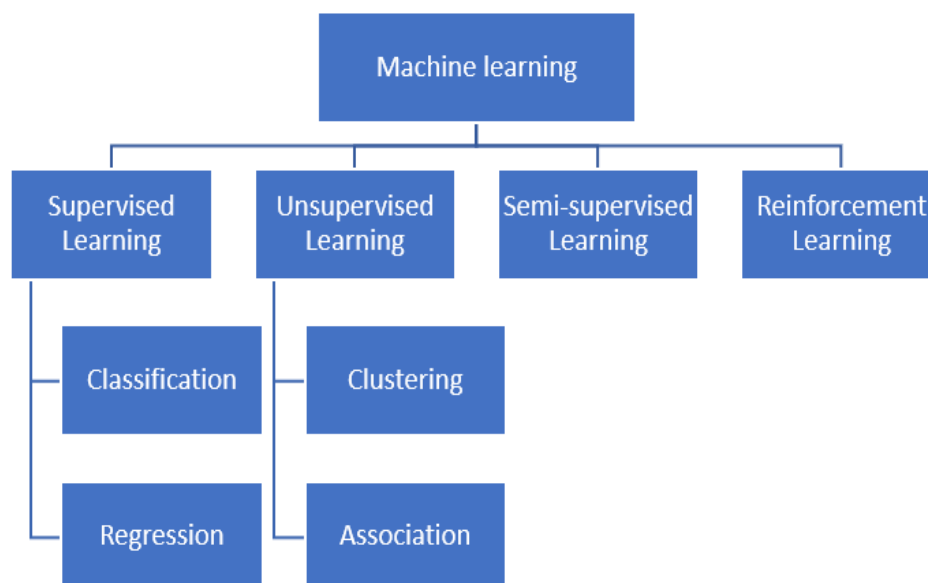 Machine learning
Supervised
Learning
Unsupervised
Learning
Semi-supervised
Learning
Reinforcement
Learning
Classification
Clustering
Regression
Association